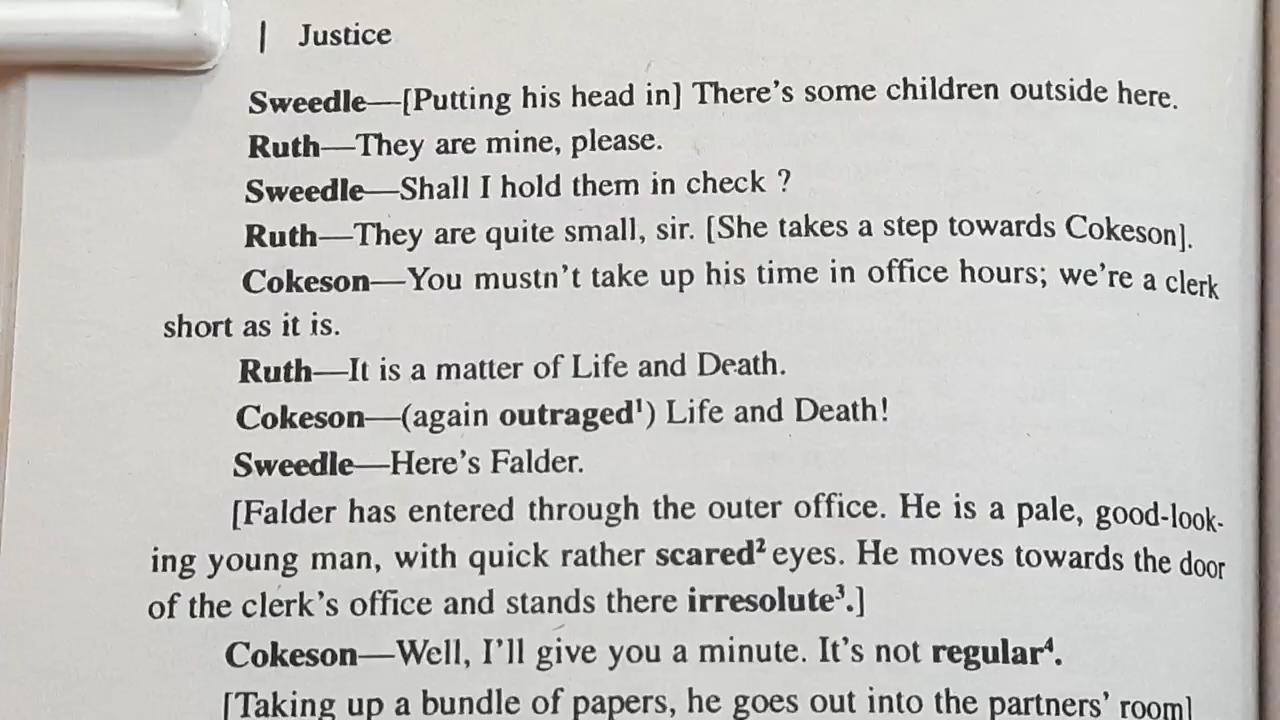 | Justice
Sweedle—[Putting his head in] There's some children outside here.
Ruth—They are mine, please.
Sweedle—Shall I hold them in check ?
Ruth—They are quite small, sir. [She takes a step towards Cokeson].
Cokeson—You mustn't take up his time in office hours; we're a clerk
short as it is.
Ruth—It is a matter of Life and Death.
Cokeson—(again outraged¹) Life and Death!
Sweedle—Here's Falder.
[Falder has entered through the outer office. He is a pale, good-look-
ing young man, with quick rather scared² eyes. He moves towards the door
of the clerk's office and stands there irresolute³.]
Cokeson—Well, I'll give you a minute. It's not regular⁴.
[Taking up a bundle of papers, he goes out into the partners' room]